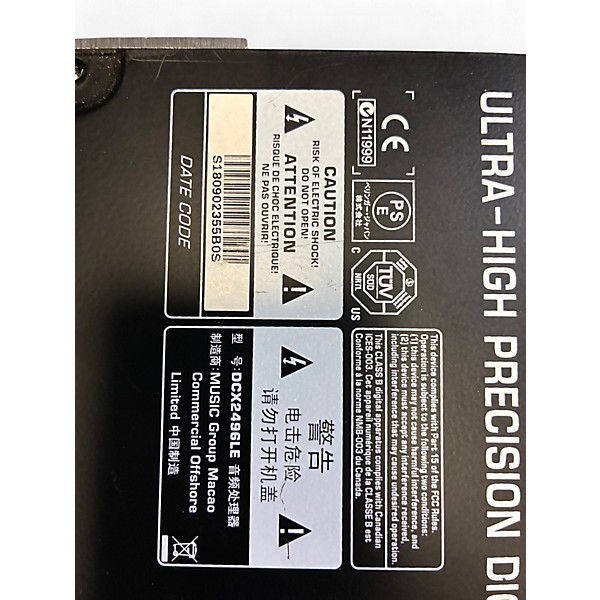 ULTRA-HIGH PRECISION DIG
CE
N11999
PS
E
ベリンガー・ジャパン
株式会社
C
TÜV
SÜD
NRTL
US
This device complies with Part 15 of the FCC Rules.
Operation is subject to the following two conditions:
(1) this device may not cause harmful interference, and
(2) this device must accept any interference received,
including interference that may cause undesired operation.
This CLASS B digital apparatus complies with Canadian
ICES-003. Cet appareil numérique de la CLASSE B est
Conforme à la norme NMB-003 du Canada.
CAUTION
RISK OF ELECTRIC SHOCK!
DO NOT OPEN!
ATTENTION
RISQUE DE CHOC ELECTRIQUE!
NE PAS OUVRIR!
S180902355B0S
DATE CODE
警告
电击危险
请勿打开机盖
型 号: DCX2496LE 音频处理器
制造商: MUSIC Group Macao
Commercial Offshore
Limited 中国制造